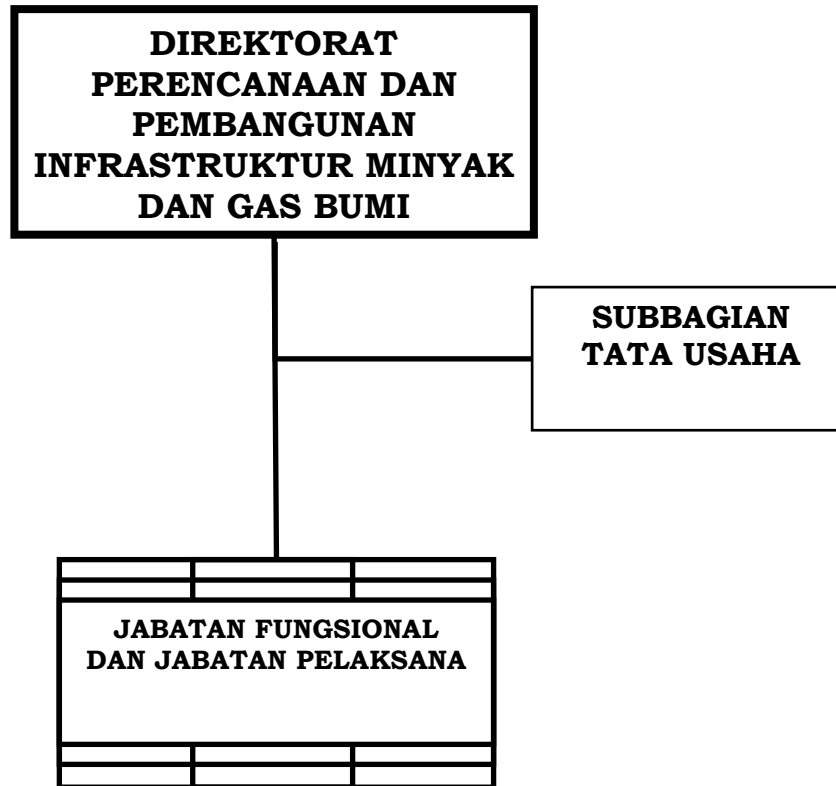 DIREKTORAT
PERENCANAAN DAN
PEMBANGUNAN
INFRASTRUKTUR MINYAK
DAN GAS BUMI
SUBBAGIAN
TATA USAHA
JABATAN FUNGSIONAL
DAN JABATAN PELAKSANA